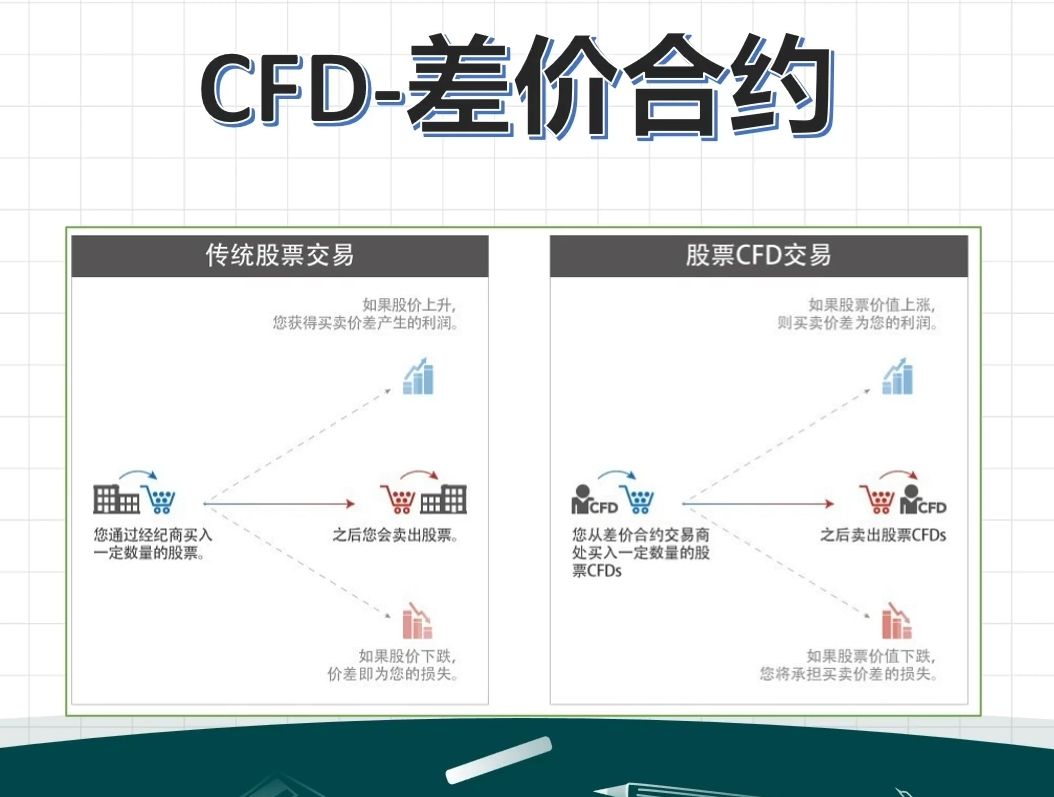 CFD-差价合约
传统股票交易
如果股价上升,
您获得买卖价差产生的利润。
您通过经纪商买入
一定数量的股票。
之后您会卖出股票。
如果股价下跌,
价差即为您的损失。
股票CFD交易
如果股票价值上涨,
则买卖价差为您的利润。
CFD
您从差价合约交易商
处买入一定数量的股
票CFDs
CFD
之后卖出股票CFDs
如果股票价值下跌,
您将承担买卖价差的损失。